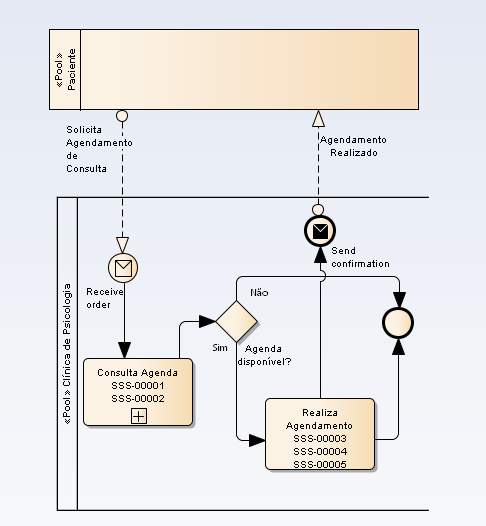 «Pool»
Paciente
Solicita
Agendamento
de
Consulta
Agendamento
Realizado
«Pool» Clínica de Psicologia
Receive
order
Send
confirmation
Não
Sim
Agenda
disponível?
Consulta Agenda
SSS-00001
SSS-00002
Realiza
Agendamento
SSS-00003
SSS-00004
SSS-00005